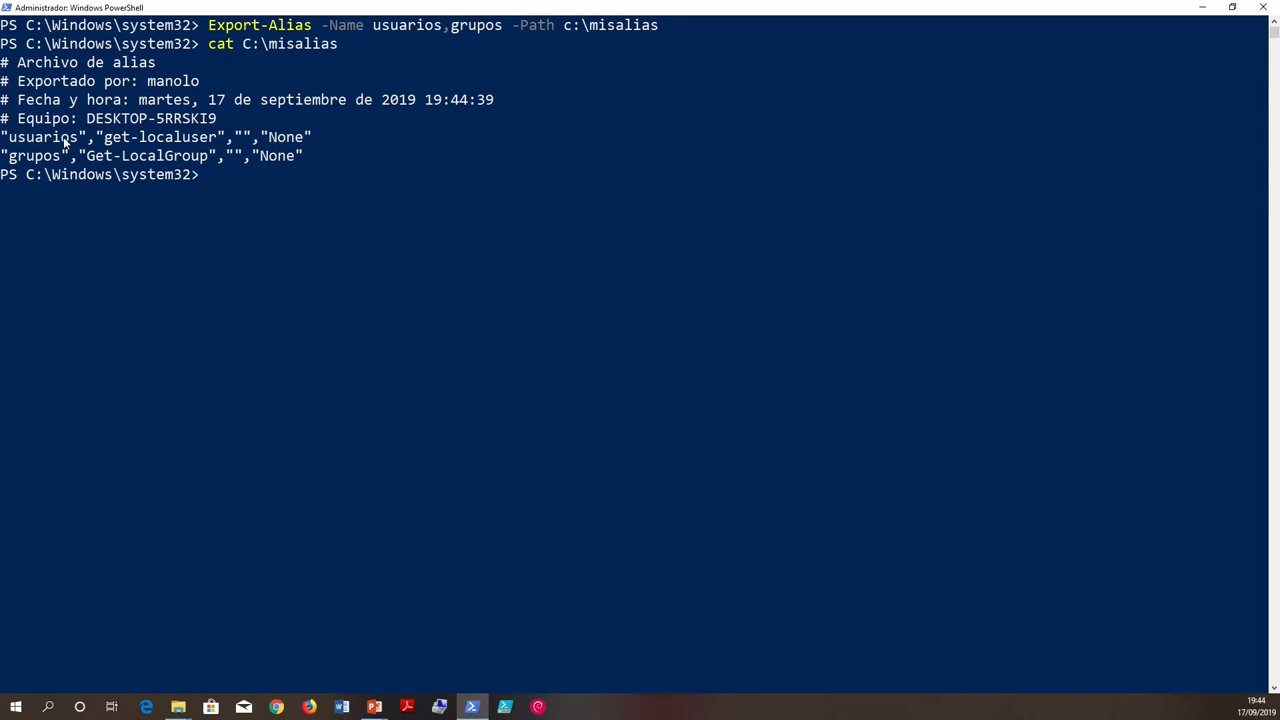 Administrador: Windows PowerShell
PS C:\Windows\system32> Export-Alias -Name usuarios,grupos -Path c:\misalias
PS C:\Windows\system32> cat C:\misalias
# Archivo de alias
# Exportado por: manolo
# Fecha y hora: martes, 17 de septiembre de 2019 19:44:39
# Equipo: DESKTOP-5RRSKI9
"usuarios","get-localuser","","None"
"grupos","Get-LocalGroup","","None"
PS C:\Windows\system32>
19:44
17/09/2019